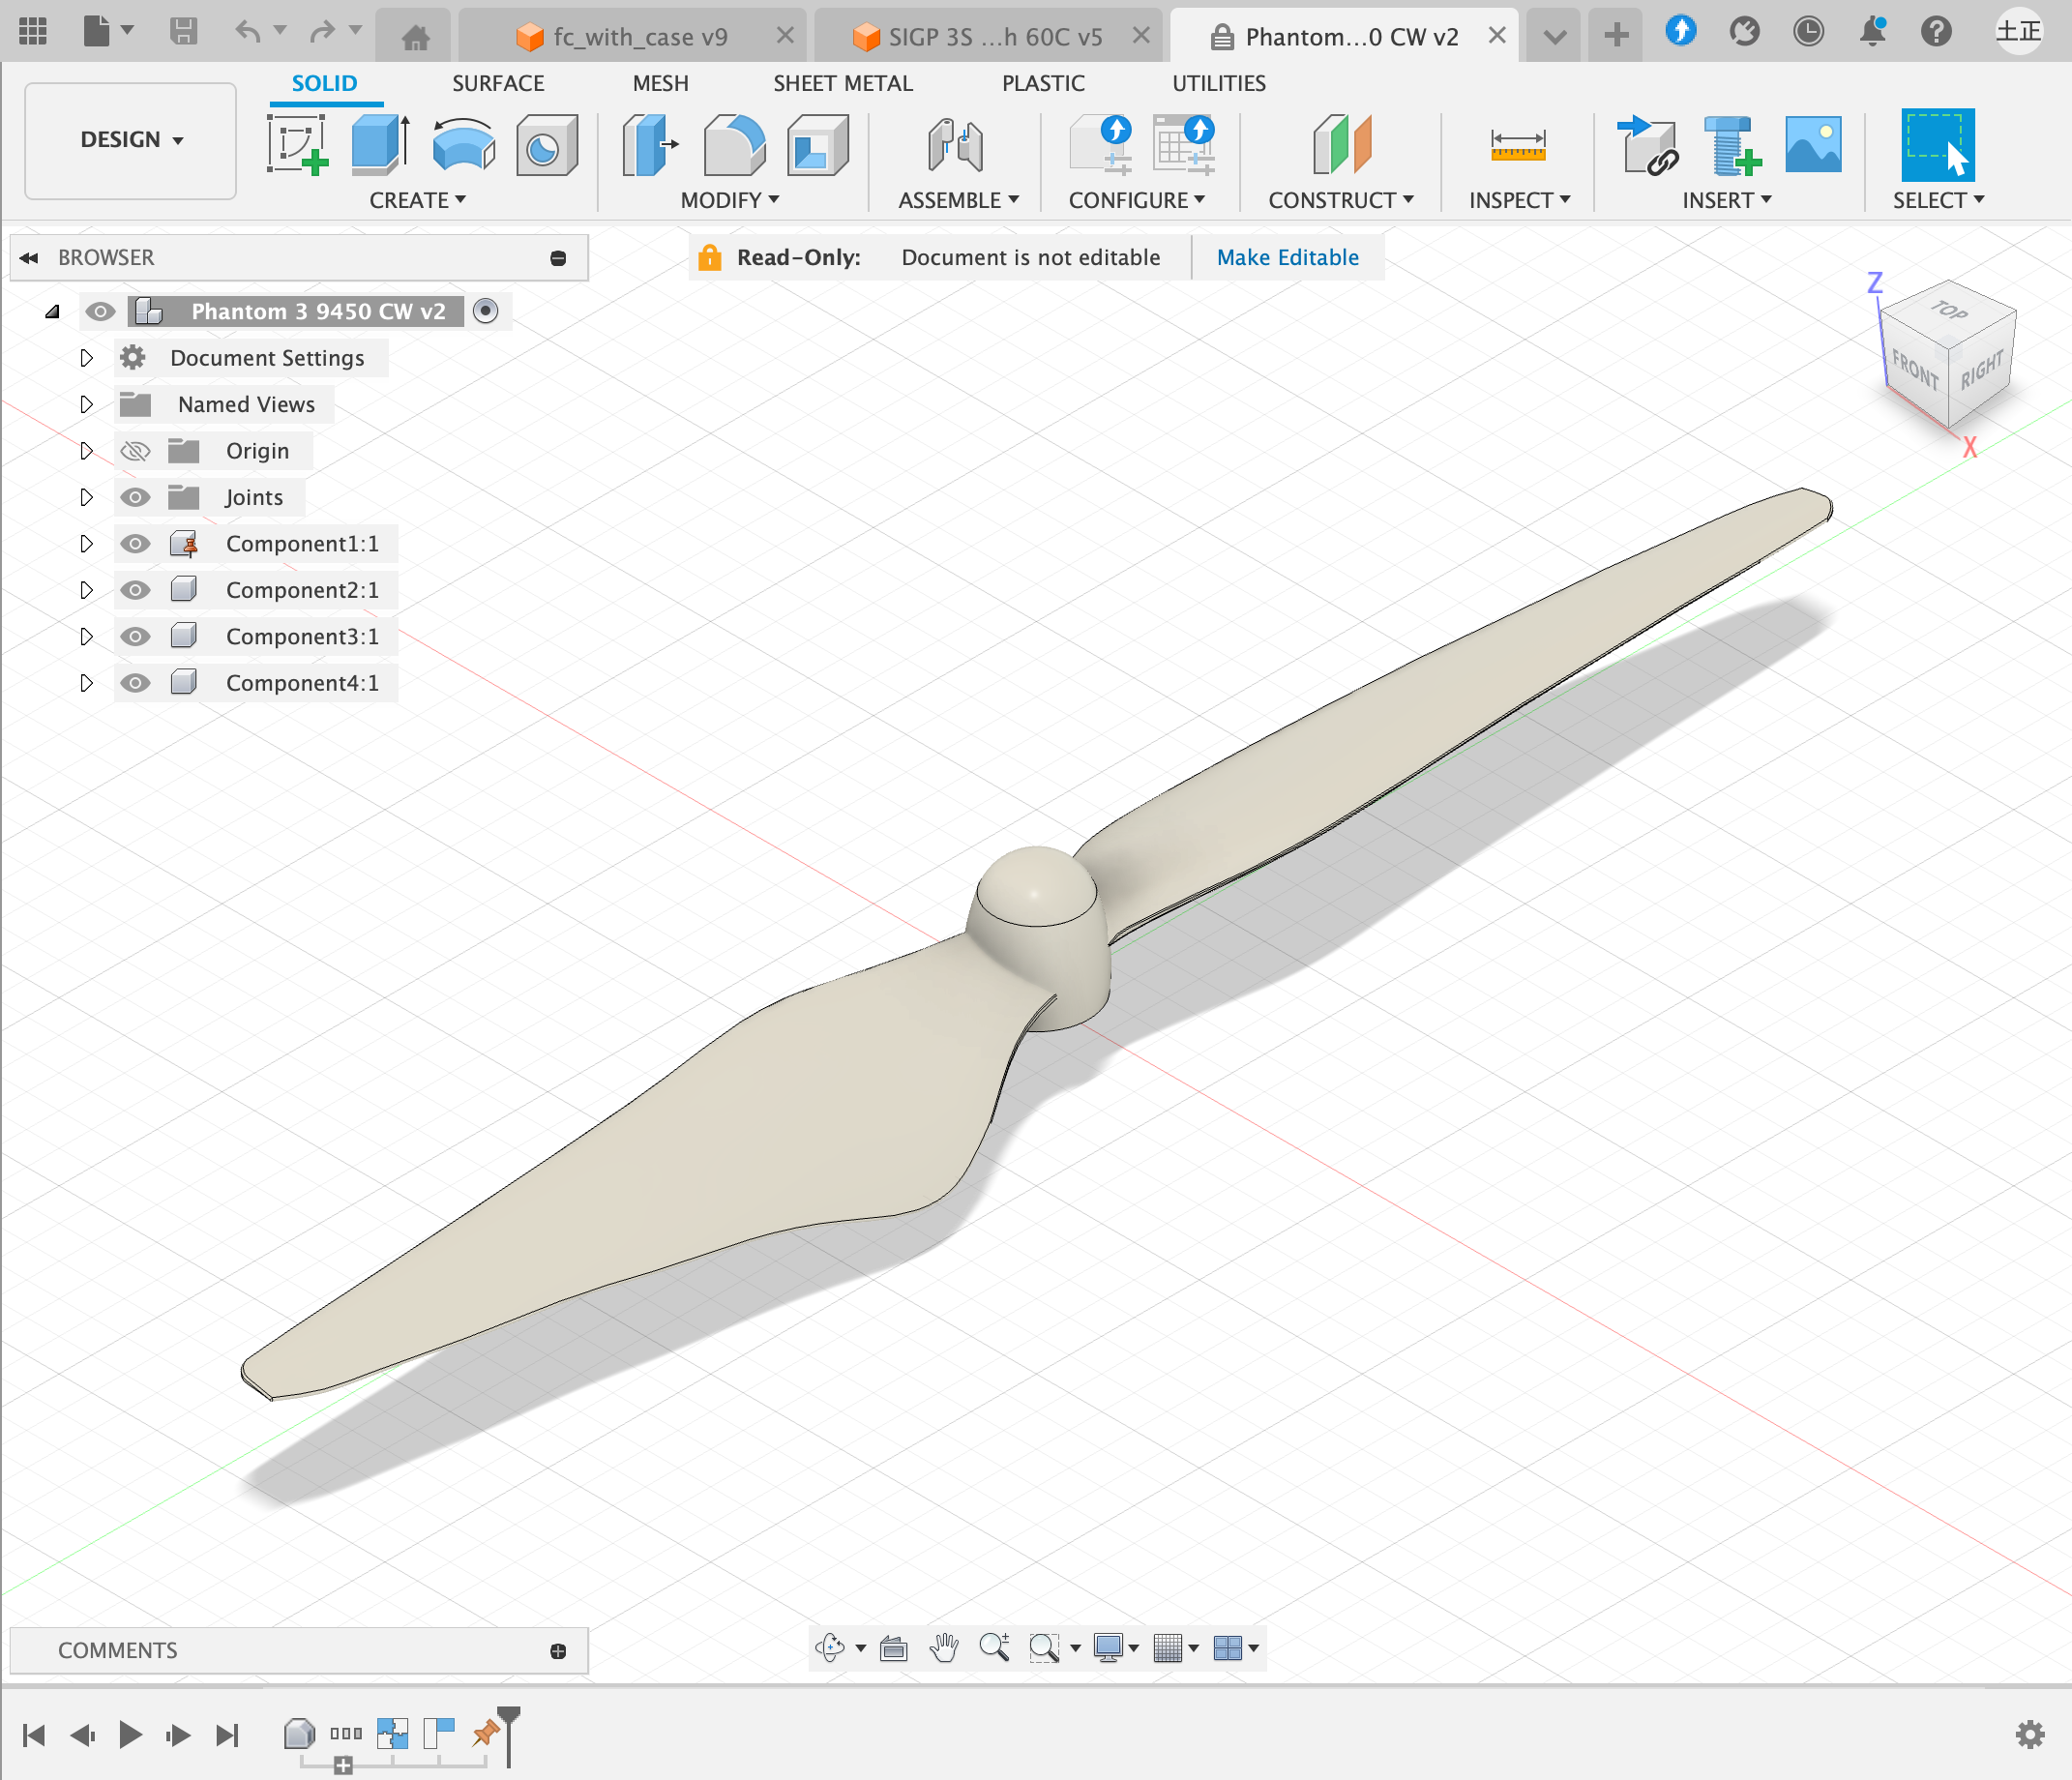 fc_with_case v9
SIGP 3S ...h 60C v5
Phantom...0 CW v2
土正
DESIGN
SOLID
SURFACE
MESH
SHEET METAL
PLASTIC
UTILITIES
CREATE
MODIFY
ASSEMBLE
CONFIGURE
CONSTRUCT
INSPECT
INSERT
SELECT
BROWSER
Read-Only:
Document is not editable
Make Editable
Phantom 3 9450 CW v2
Document Settings
Named Views
Origin
Joints
Component1:1
Component2:1
Component3:1
Component4:1
Z
TOP
FRONT
RIGHT
X
COMMENTS